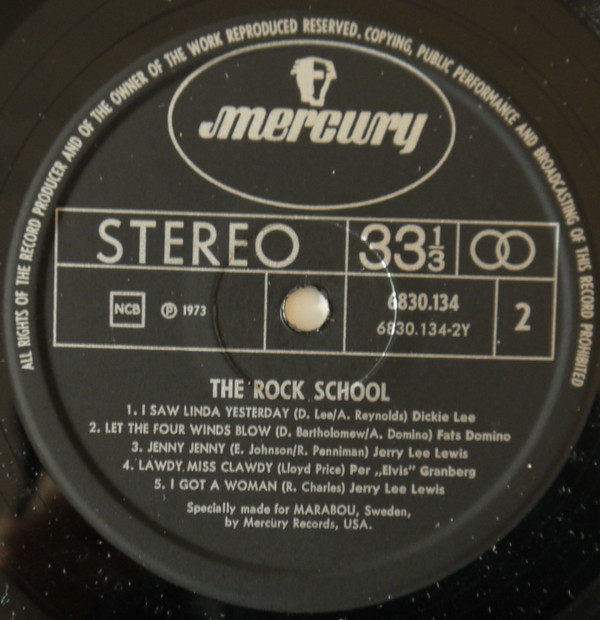 ALL RIGHTS OF THE RECORD PRODUCER AND OF THE OWNER OF THE WORK REPRODUCED RESERVED. COPYING, PUBLIC PERFORMANCE AND BROADCASTING OF THIS RECORD PROHIBITED
mercury
STEREO 33⅓
NCB ℗ 1973 6830.134
6830.134-2Y 2
THE ROCK SCHOOL
1. I SAW LINDA YESTERDAY (D. Lee/A. Reynolds) Dickie Lee
2. LET THE FOUR WINDS BLOW (D. Bartholomew/A. Domino) Fats Domino
3. JENNY JENNY (E. Johnson/R. Penniman) Jerry Lee Lewis
4. LAWDY MISS CLAWDY (Lloyd Price) Per „Elvis" Granberg
5. I GOT A WOMAN (R. Charles) Jerry Lee Lewis
Specially made for MARABOU, Sweden,
by Mercury Records, USA.